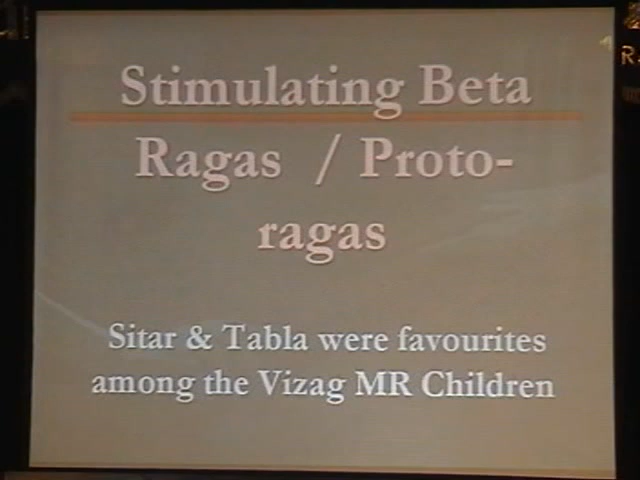 Stimulating Beta
Ragas / Proto-
ragas
Sitar & Tabla were favourites
among the Vizag MR Children